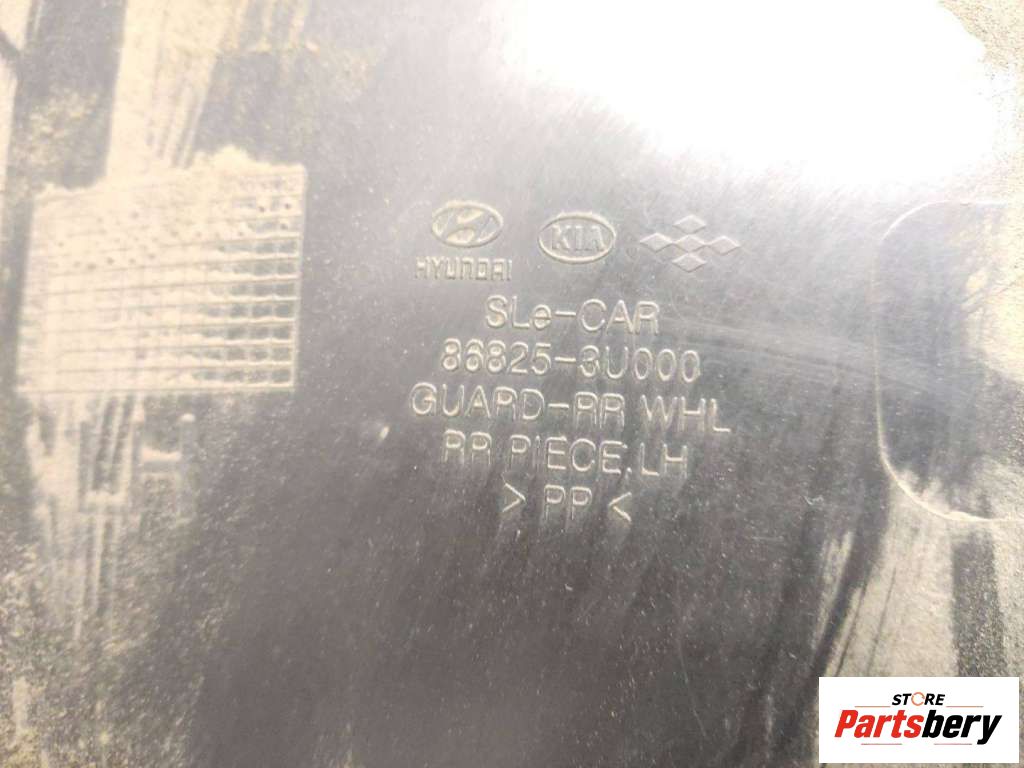 HYUNDAI KIA
SLe-CAR
86825-3U000
GUARD-RR WHL
RR PIECE.LH
> PP <
STORE
Partsbery